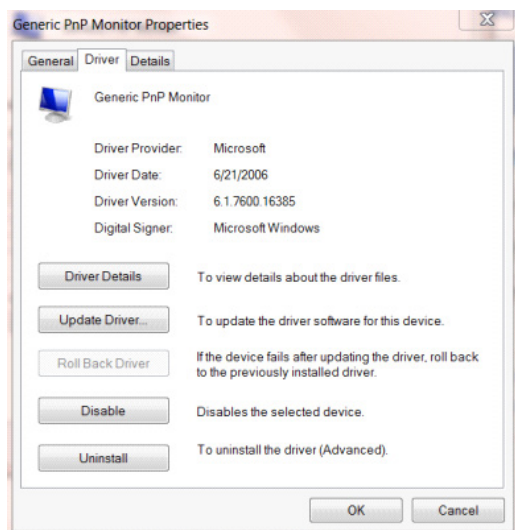 Generic PnP Monitor Properties
General Driver Details
Generic PnP Monitor
Driver Provider: Microsoft
Driver Date: 6/21/2006
Driver Version: 6.1.7600.16385
Digital Signer: Microsoft Windows
Driver Details To view details about the driver files.
Update Driver... To update the driver software for this device.
Roll Back Driver If the device fails after updating the driver, roll back
to the previously installed driver.
Disable Disables the selected device.
Uninstall To uninstall the driver (Advanced).
OK Cancel